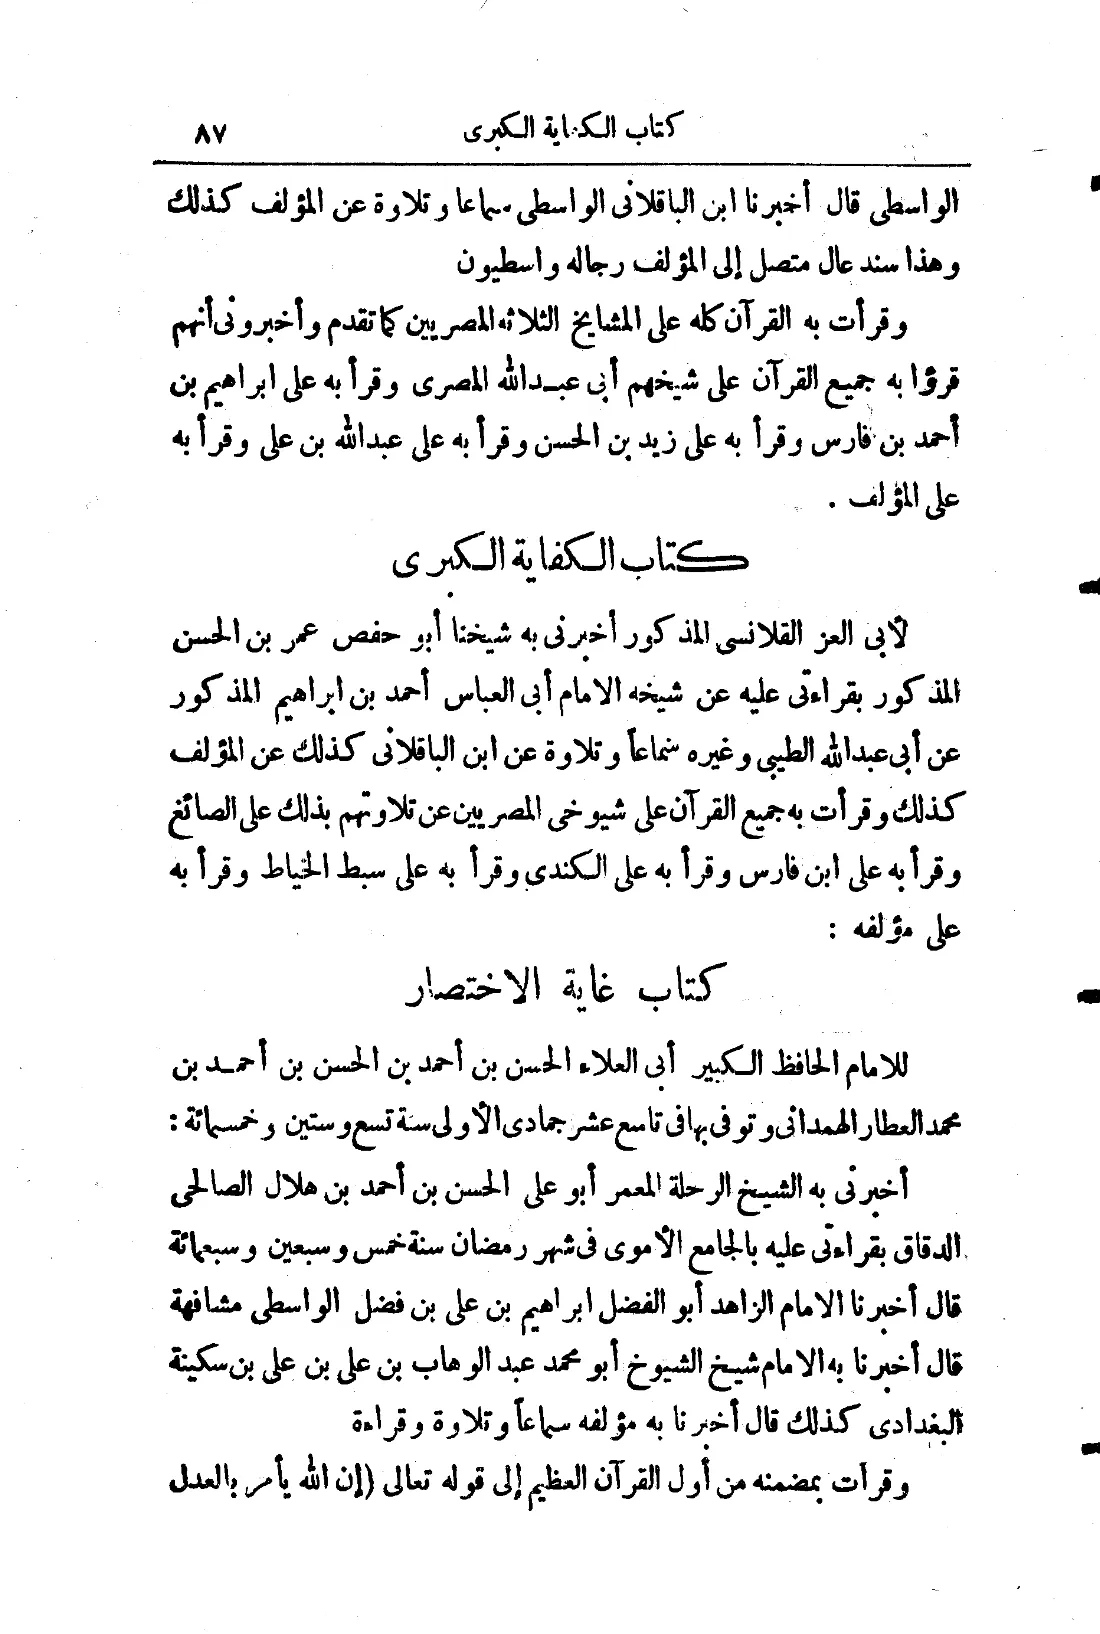 كتاب الكفاية الكبرى ٨٧
الواسطى قال أخبرنا ابن الباقلانى الواسطى سماعا وتلاوة عن المؤلف كذلك
وهذا سند عال متصل إلى المؤلف رجاله واسطيون
وقرأت به القرآن كله على المشايخ الثلاثه المصريين كما تقدم وأخبرونى أنهم
قرؤا به جميع القرآن على شيخهم أبى عبدالله المصرى وقرأ به على ابراهيم بن
أحمد بن فارس وقرأ به على زيد بن الحسن وقرأ به على عبدالله بن على وقرأ به
على المؤلف .
كتاب الكفاية الكبرى
لأبى العز القلانسى المذكور أخبرنى به شيخنا أبو حفص عمر بن الحسن
المذكور بقراءتى عليه عن شيخه الامام أبى العباس أحمد بن ابراهيم المذكور
عن أبى عبدالله الطيبى وغيره سماعاً وتلاوة عن ابن الباقلانى كذلك عن المؤلف
كذلك وقرأت به جميع القرآن على شيوخى المصريين عن تلاوتهم بذلك على الصائغ
وقرأ به على ابن فارس وقرأ به على الكندى وقرأ به على سبط الخياط وقرأ به
على مؤلفه :
كتاب غاية الاختصار
للامام الحافظ الكبير أبى العلاء الحسن بن أحمد بن الحسن بن أحمد بن
محمد العطار الهمدانى وتوفى بها فى تاسع عشر جمادى الأولى سنة تسع وستين وخمسمائة :
أخبرنى به الشيخ الرحلة المعمر أبو على الحسن بن أحمد بن هلال الصالحى
الدقاق بقراءتى عليه بالجامع الأموى فى شهر رمضان سنة خمس وسبعين وسبعمائة
قال أخبرنا الامام الزاهد أبو الفضل ابراهيم بن على بن فضل الواسطى مشافهة
قال أخبرنا به الامام شيخ الشيوخ أبو محمد عبد الوهاب بن على بن على بن سكينة
البغدادى كذلك قال أخبرنا به مؤلفه سماعاً وتلاوة وقراءة
وقرأت بمضمنه من أول القرآن العظيم إلى قوله تعالى (إن الله يأمر بالعدل